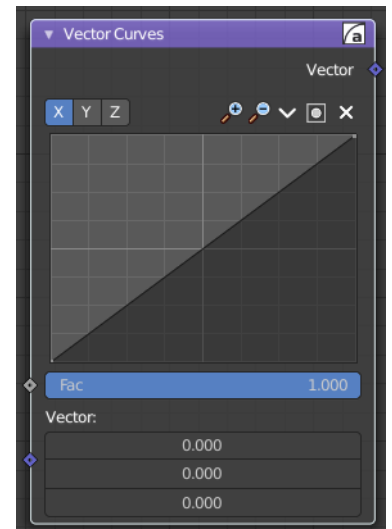 Vector Curves
a
Vector
X Y Z
Fac 1.000
Vector:
0.000
0.000
0.000